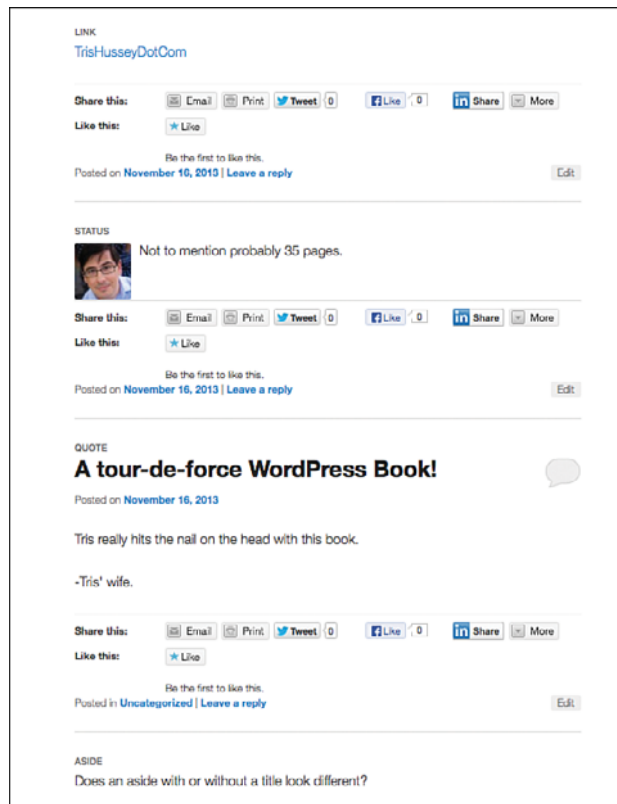 LINK
TrisHusseyDotCom
Share this: Email Print Tweet 0 Like 0 in Share More
Like this: Like
Be the first to like this.
Posted on November 16, 2013 | Leave a reply Edit
STATUS
Not to mention probably 35 pages.
Share this: Email Print Tweet 0 Like 0 in Share More
Like this: Like
Be the first to like this.
Posted on November 16, 2013 | Leave a reply Edit
QUOTE
A tour-de-force WordPress Book!
Posted on November 16, 2013
Tris really hits the nail on the head with this book.
-Tris' wife.
Share this: Email Print Tweet 0 Like 0 in Share More
Like this: Like
Be the first to like this.
Posted in Uncategorized | Leave a reply Edit
ASIDE
Does an aside with or without a title look different?